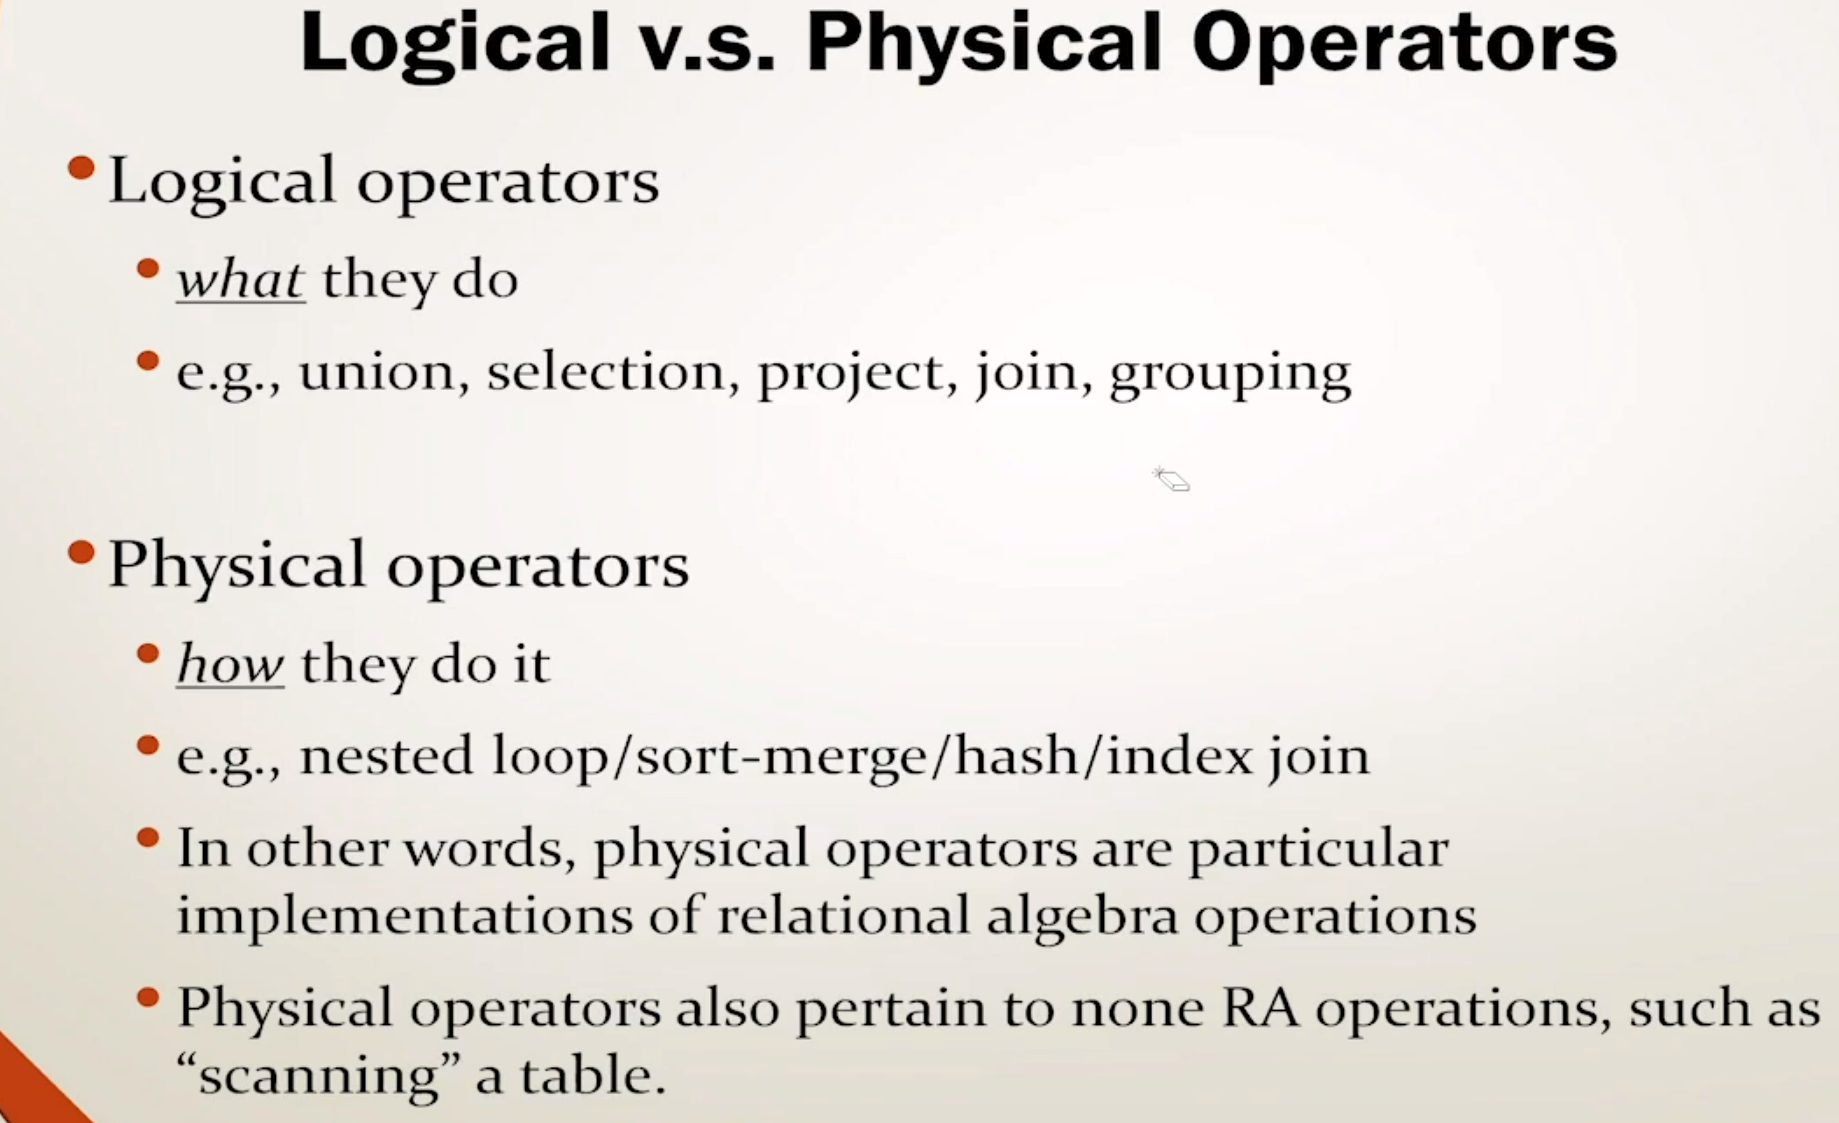 Logical v.s. Physical Operators
Logical operators
what they do
e.g., union, selection, project, join, grouping
Physical operators
how they do it
e.g., nested loop/sort-merge/hash/index join
In other words, physical operators are particular
implementations of relational algebra operations
Physical operators also pertain to none RA operations, such as
“scanning” a table.